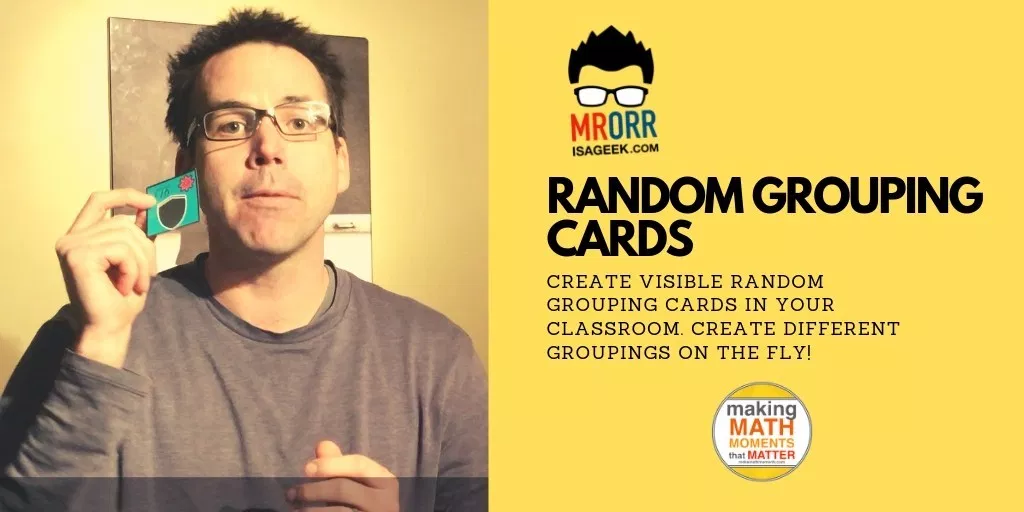 MRORR
ISAGEEK.COM
RANDOM GROUPING
CARDS
CREATE VISIBLE RANDOM
GROUPING CARDS IN YOUR
CLASSROOM. CREATE DIFFERENT
GROUPINGS ON THE FLY!
making
MATH
MOMENTS
that MATTER